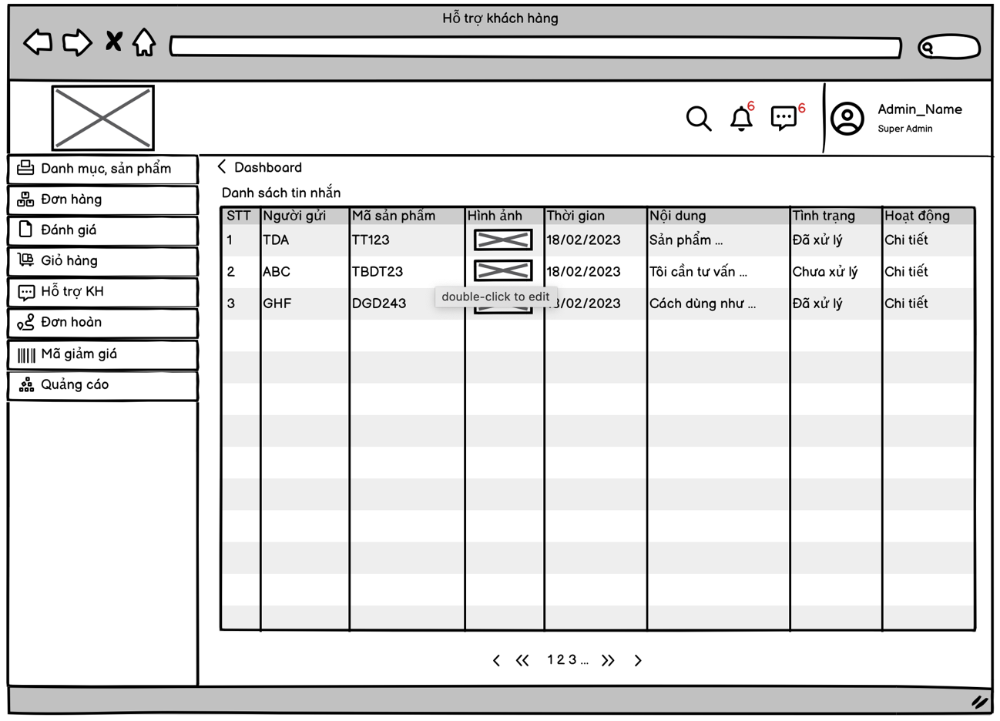 Hỗ trợ khách hàng
6
6
Admin_Name
Super Admin
Danh mục, sản phẩm
Đơn hàng
Đánh giá
Giỏ hàng
Hỗ trợ KH
Đơn hoàn
Mã giảm giá
Quảng cáo
Dashboard
Danh sách tin nhắn
STT Người gửi Mã sản phẩm Hình ảnh Thời gian Nội dung Tình trạng Hoạt động
1 TDA TT123 18/02/2023 Sản phẩm ... Đã xử lý Chi tiết
2 ABC TBDT23 18/02/2023 Tôi cần tư vấn ... Chưa xử lý Chi tiết
double-click to edit
3 GHF DGD243 8/02/2023 Cách dùng như ... Đã xử lý Chi tiết
1 2 3 ...